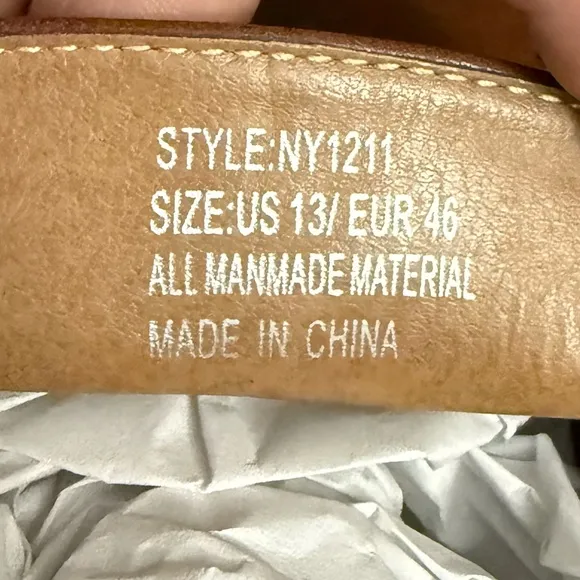 STYLE:NY1211
SIZE:US 13/ EUR 46
ALL MANMADE MATERIAL
MADE IN CHINA